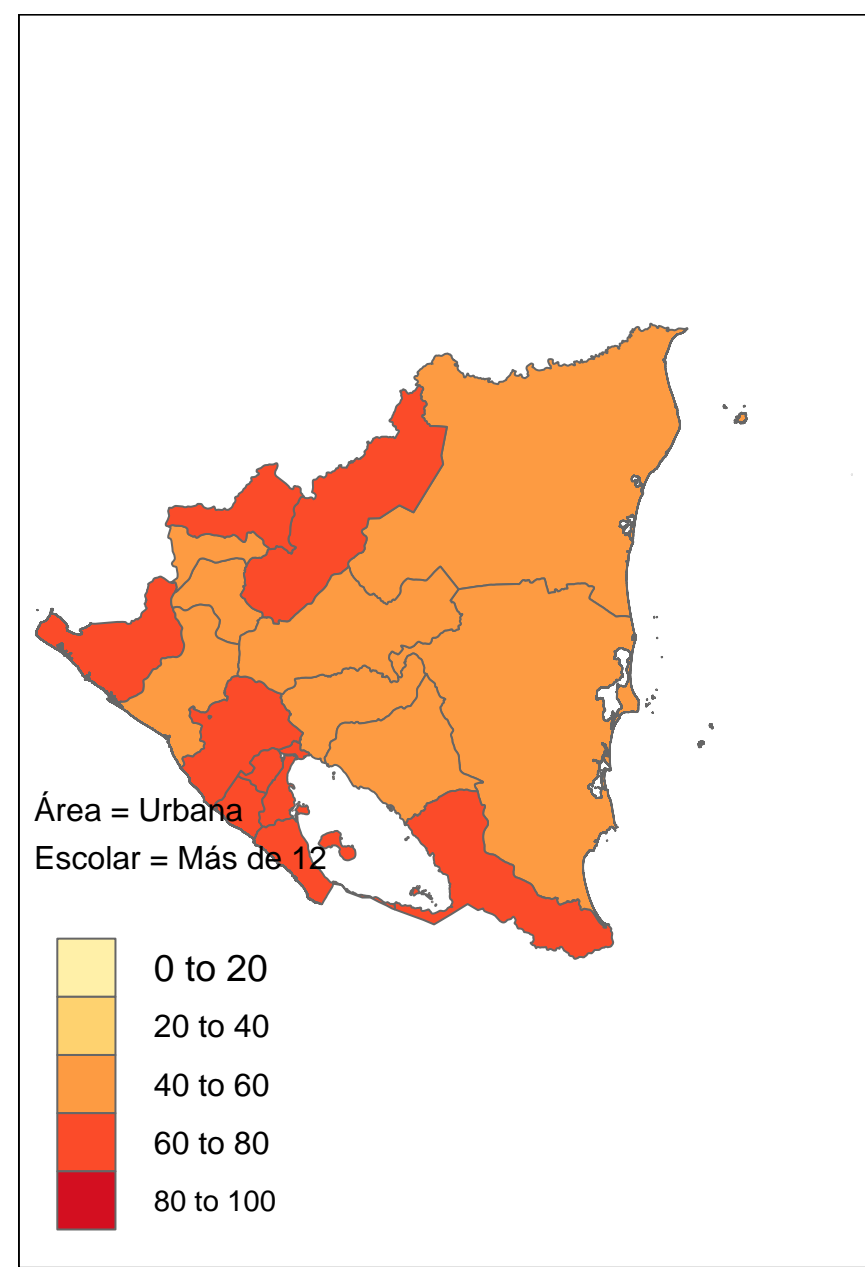 Área = Urbana
Escolar = Más de 12
0 to 20
20 to 40
40 to 60
60 to 80
80 to 100